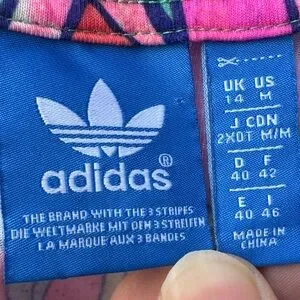 adidas®
THE BRAND WITH THE 3 STRIPES
DIE WELTMARKE MIT DEN 3 STREIFEN
LA MARQUE AUX 3 BANDES
UK US
14 M
J CDN
2XOT M/M
D F
40 42
E I
40 46
MADE IN
CHINA